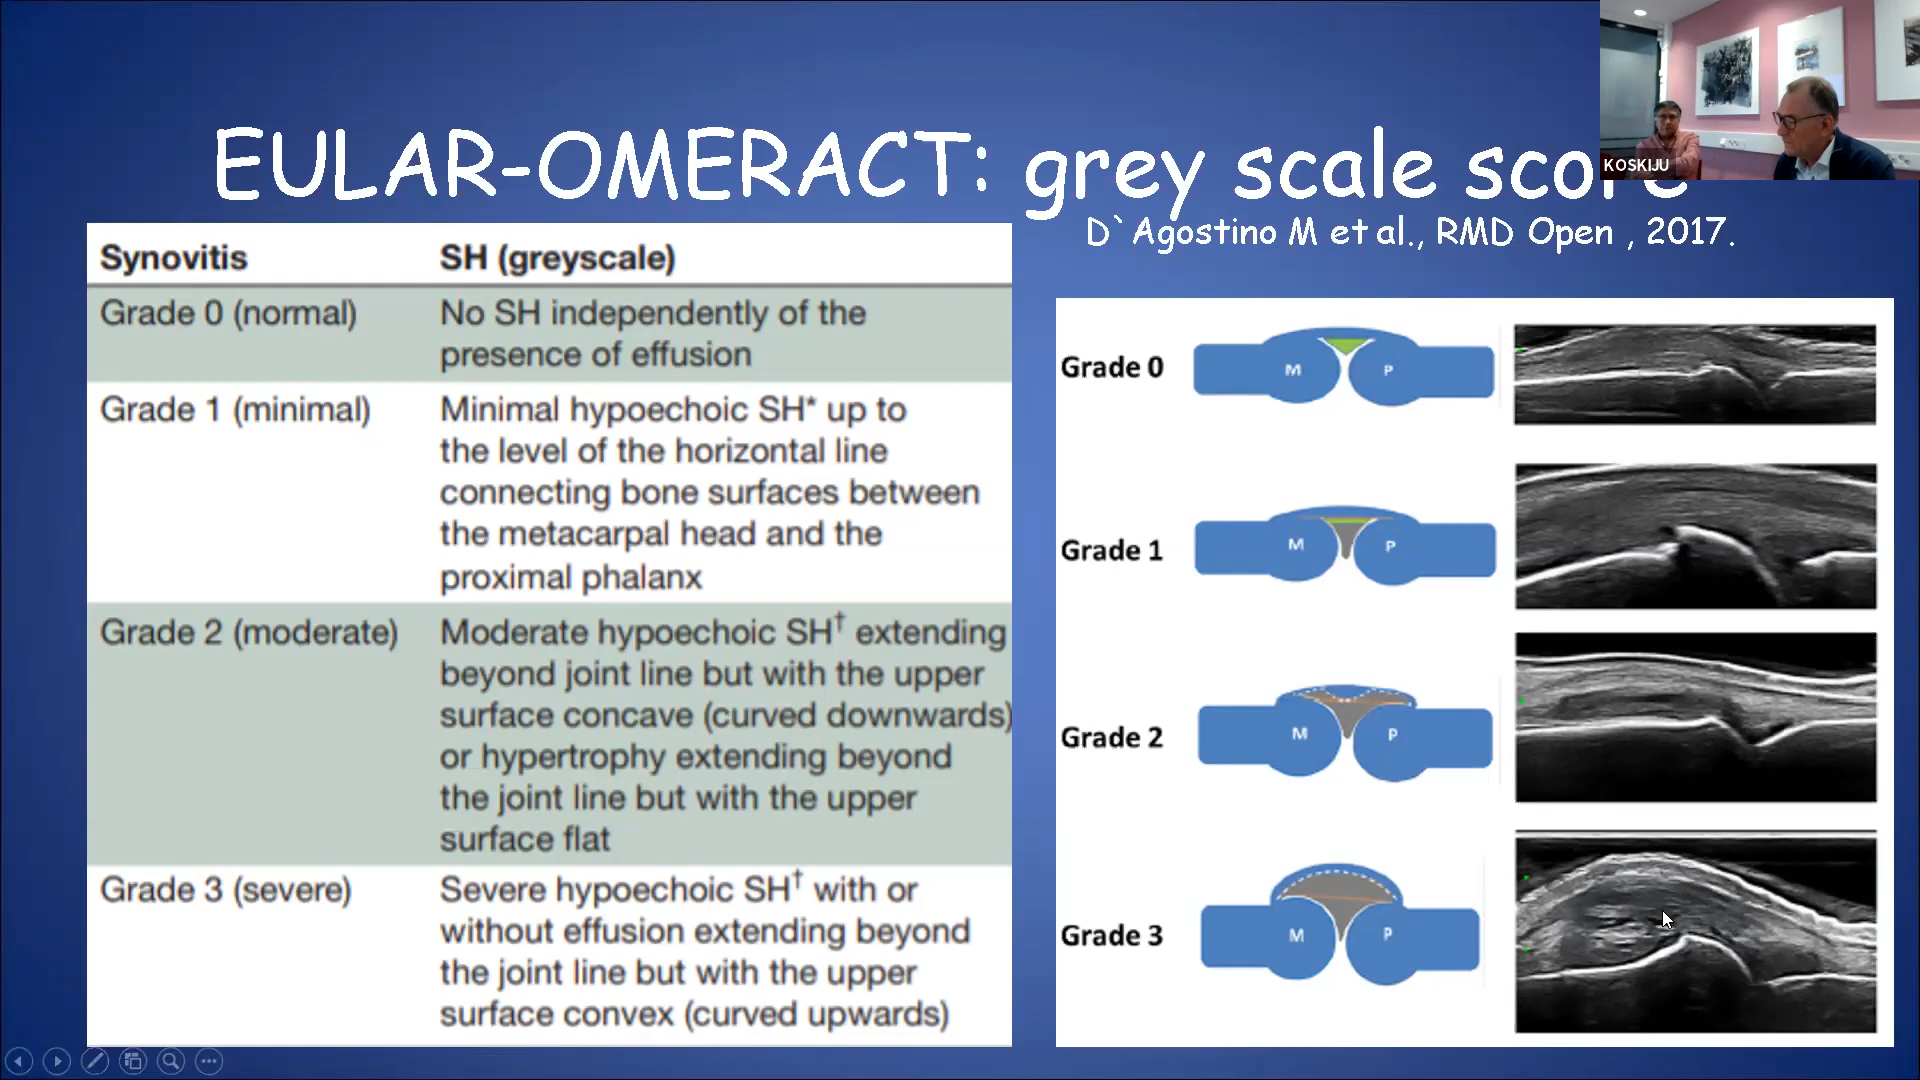 EULAR-OMERACT: grey scale score
KOSKIJU
D`Agostino M et al., RMD Open , 2017.
Synovitis SH (greyscale)
Grade 0 (normal) No SH independently of the
presence of effusion
Grade 1 (minimal) Minimal hypoechoic SH* up to
the level of the horizontal line
connecting bone surfaces between
the metacarpal head and the
proximal phalanx
Grade 2 (moderate) Moderate hypoechoic SH† extending
beyond joint line but with the upper
surface concave (curved downwards)
or hypertrophy extending beyond
the joint line but with the upper
surface flat
Grade 3 (severe) Severe hypoechoic SH† with or
without effusion extending beyond
the joint line but with the upper
surface convex (curved upwards)
Grade 0 M P
Grade 1 M P
Grade 2 M P
Grade 3 M P